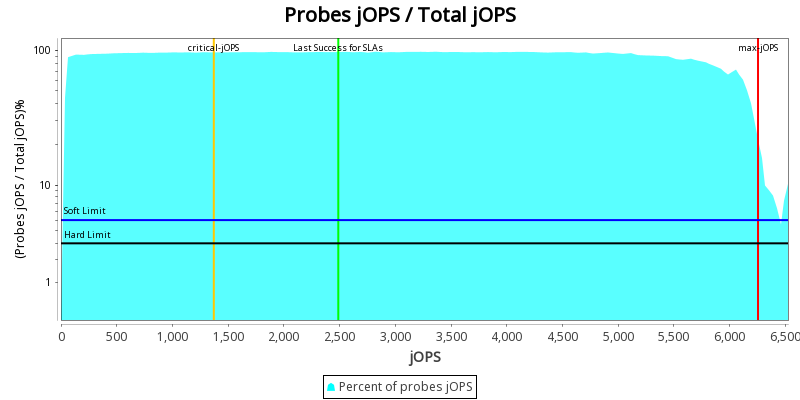 Probes jOPS / Total jOPS
(Probes jOPS / Total jOPS)%
100
10
1
critical-jOPS
Last Success for SLAs
max-jOPS
Soft Limit
Hard Limit
0 500 1,000 1,500 2,000 2,500 3,000 3,500 4,000 4,500 5,000 5,500 6,000 6,500
jOPS
Percent of probes jOPS